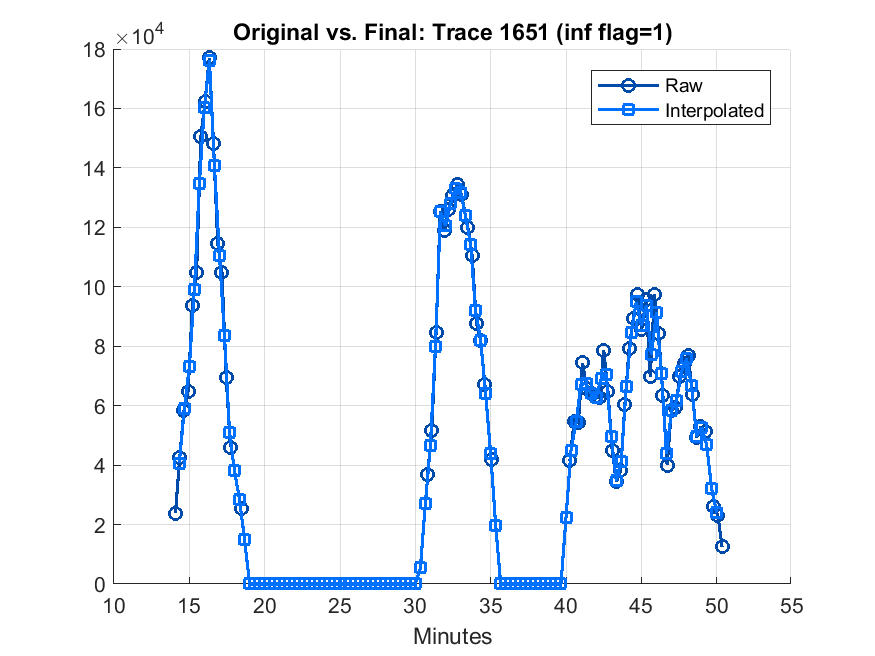 Original vs. Final: Trace 1651 (inf flag=1)
×10⁴
18
16
14
12
10
8
6
4
2
0
Raw
Interpolated
10 15 20 25 30 35 40 45 50 55
Minutes